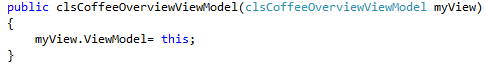 public clsCoffeeOverviewViewModel(clsCoffeeOverviewViewModel myView)
{
    myView.ViewModel= this;
}